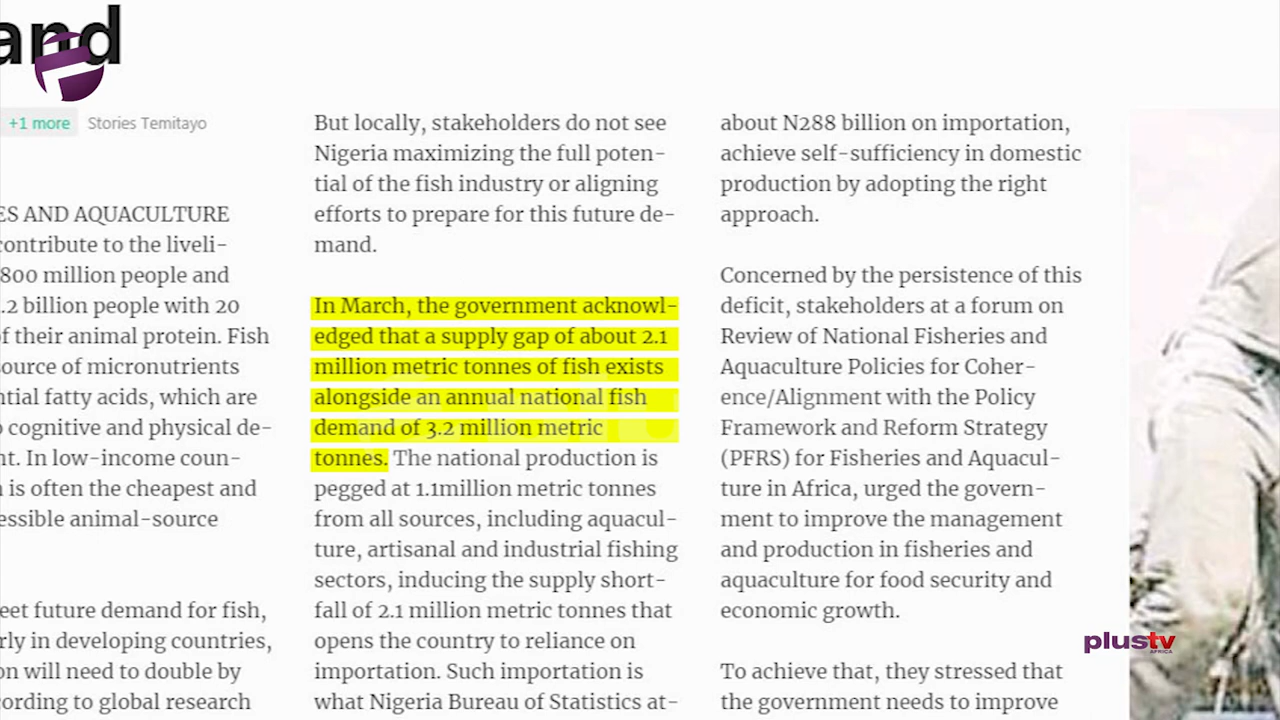 and
+1 more Stories Temitayo
ES AND AQUACULTURE
contribute to the liveli-
800 million people and
.2 billion people with 20
of their animal protein. Fish
source of micronutrients
ntial fatty acids, which are
cognitive and physical de-
nt. In low-income coun-
is often the cheapest and
essible animal-source
eet future demand for fish,
rly in developing countries,
on will need to double by
cording to global research
But locally, stakeholders do not see
Nigeria maximizing the full poten-
tial of the fish industry or aligning
efforts to prepare for this future de-
mand.
In March, the government acknowl-
edged that a supply gap of about 2.1
million metric tonnes of fish exists
alongside an annual national fish
demand of 3.2 million metric
tonnes. The national production is
pegged at 1.1million metric tonnes
from all sources, including aquacul-
ture, artisanal and industrial fishing
sectors, inducing the supply short-
fall of 2.1 million metric tonnes that
opens the country to reliance on
importation. Such importation is
what Nigeria Bureau of Statistics at-
about N288 billion on importation,
achieve self-sufficiency in domestic
production by adopting the right
approach.
Concerned by the persistence of this
deficit, stakeholders at a forum on
Review of National Fisheries and
Aquaculture Policies for Coher-
ence/Alignment with the Policy
Framework and Reform Strategy
(PFRS) for Fisheries and Aquacul-
ture in Africa, urged the govern-
ment to improve the management
and production in fisheries and
aquaculture for food security and
economic growth.
To achieve that, they stressed that
the government needs to improve
plustv
AFRICA